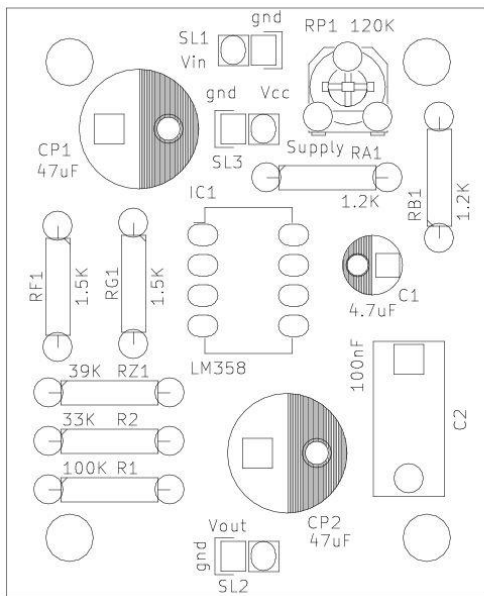 gnd
RP1 120K
SL1
Vin
gnd
Vcc
CP1
47uF
SL3
Supply
RA1
1.2K
RB1
1.2K
IC1
RF1
1.5K
RG1
1.5K
C1
4.7uF
LM358
100nF
C2
39K RZ1
33K R2
100K R1
Vout
gnd
SL2
CP2
47uF